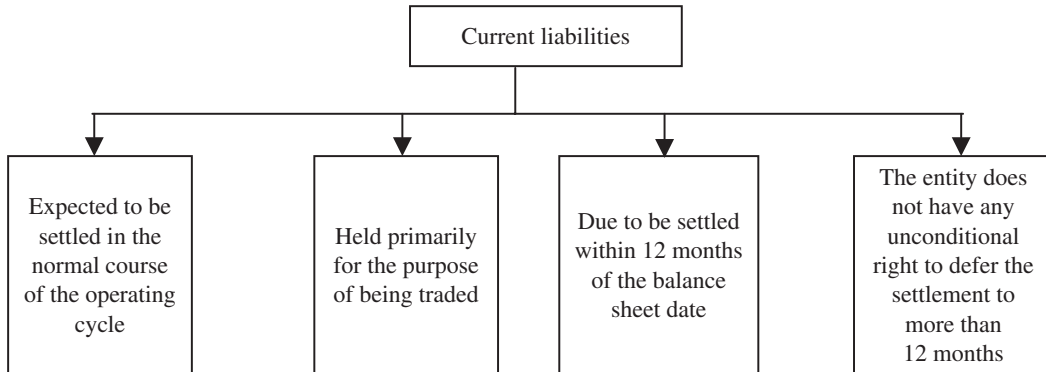 Current liabilities
Expected to be
settled in the
normal course
of the operating
cycle
Held primarily
for the purpose
of being traded
Due to be settled
within 12 months
of the balance
sheet date
The entity does
not have any
unconditional
right to defer the
settlement to
more than
12 months